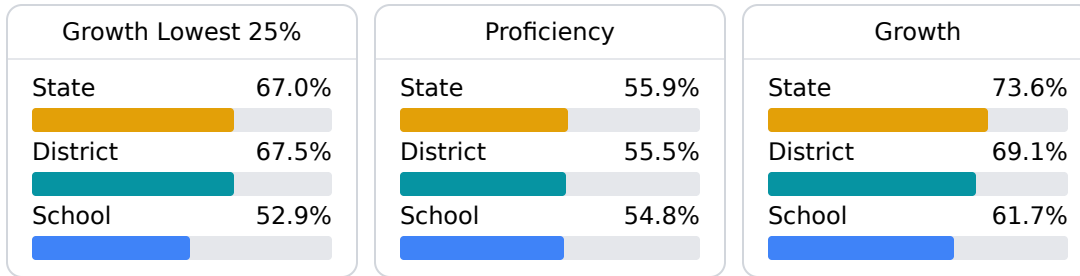 Growth Lowest 25%
State 67.0%
District 67.5%
School 52.9%
Proficiency
State 55.9%
District 55.5%
School 54.8%
Growth
State 73.6%
District 69.1%
School 61.7%